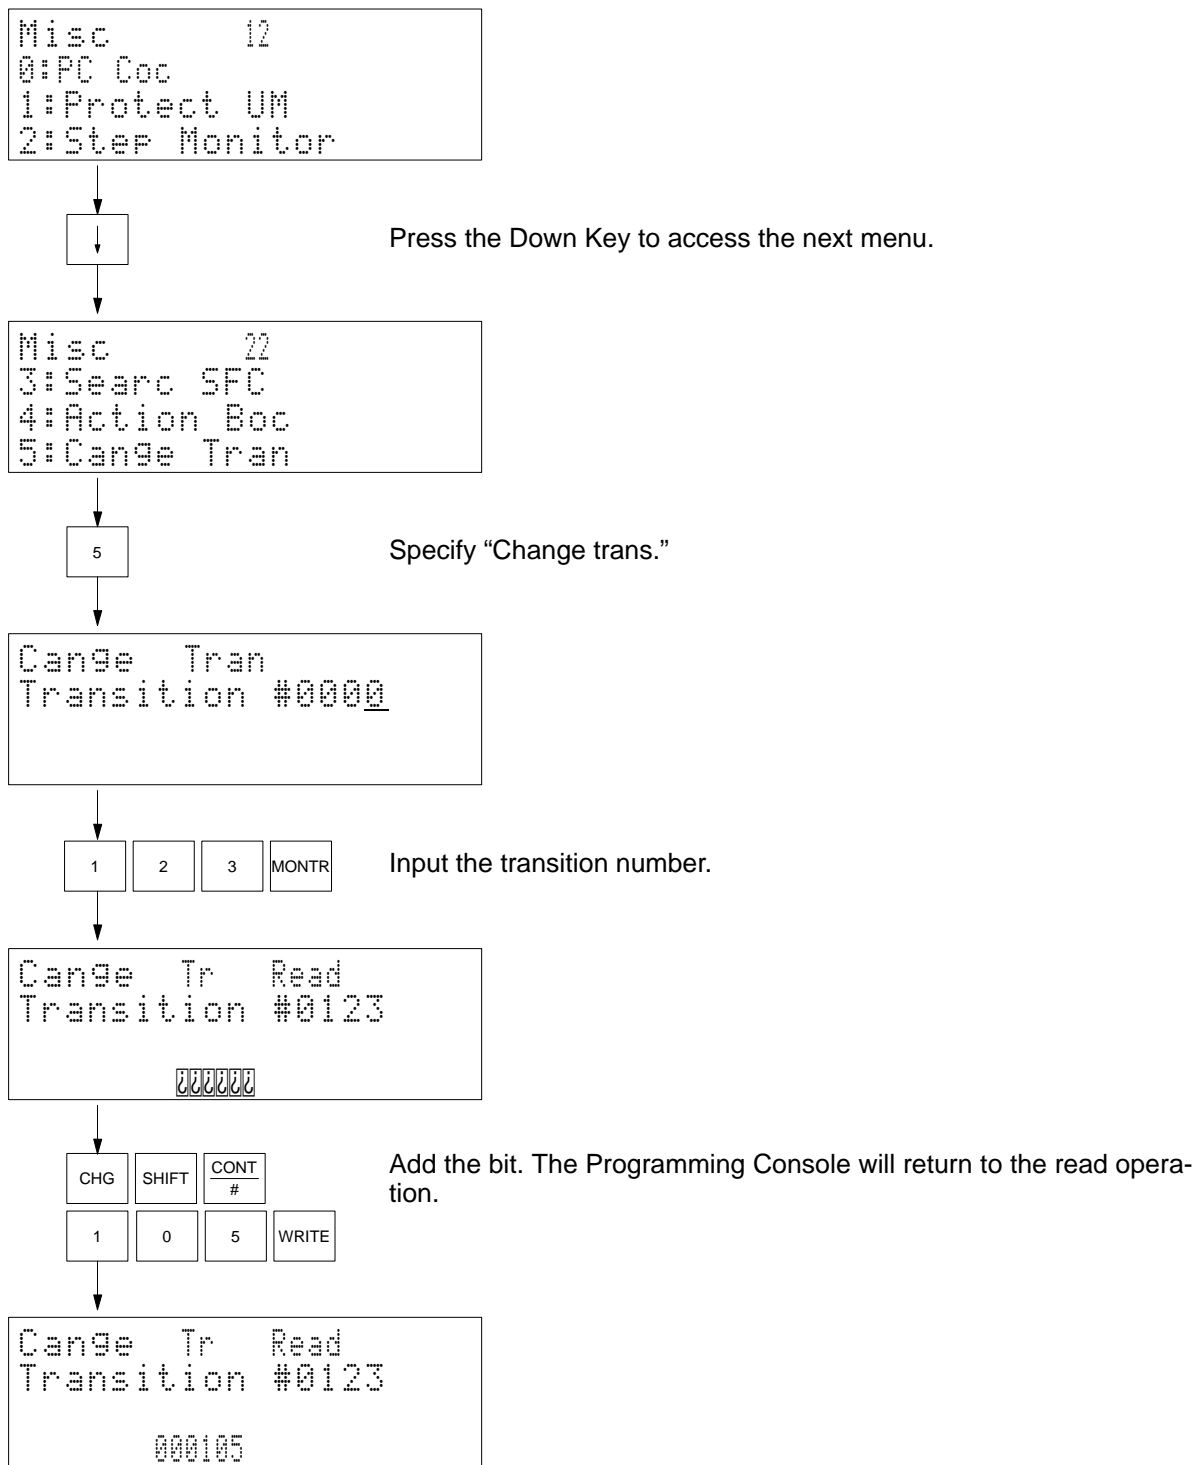 Misc 12
0:PC Coc
1:Protect UM
2:Step Monitor
↓
Press the Down Key to access the next menu.
Misc 22
3:Searc SFC
4:Action Boc
5:Cange Tran
5
Specify “Change trans.”
Cange Tran
Transition #0000
1 2 3 MONTR
Input the transition number.
Cange Tr Read
Transition #0123
¿¿¿¿¿¿
CHG SHIFT CONT
#
Add the bit. The Programming Console will return to the read opera-
tion.
1 0 5 WRITE
Cange Tr Read
Transition #0123
000105